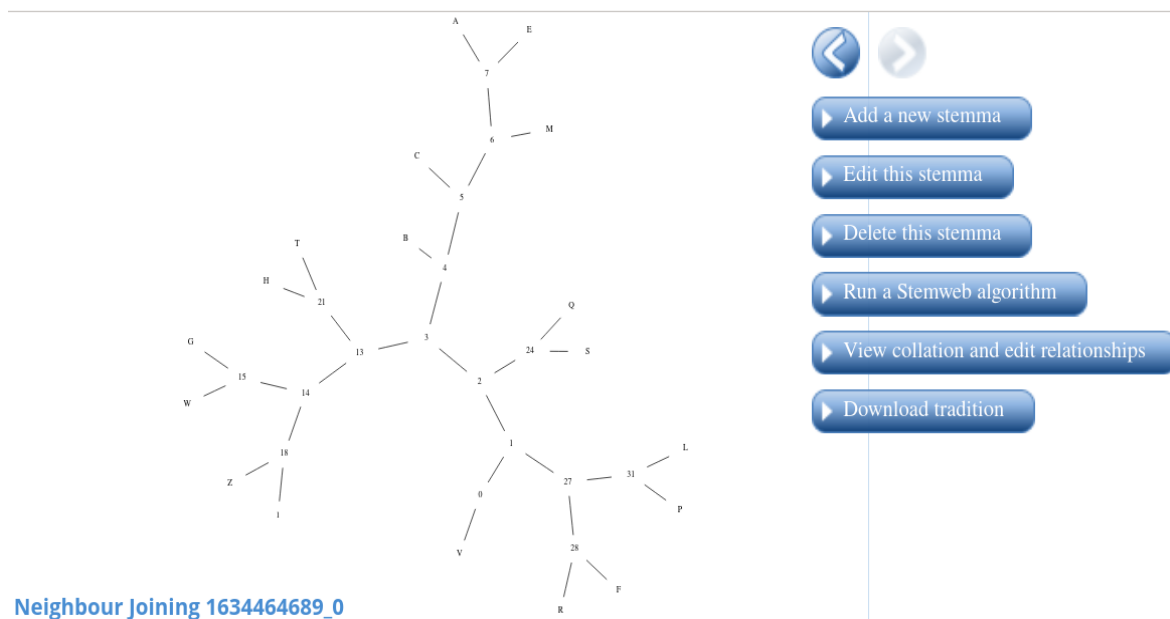 A
E
7
Add a new stemma
6
M
C
Edit this stemma
5
B
T
Delete this stemma
4
H
21
Run a Stemweb algorithm
Q
3
G
13
24
S
View collation and edit relationships
15
2
14
W
Download tradition
1
L
18
31
27
Z
0
P
I
28
V
F
Neighbour Joining 1634464689_0
R